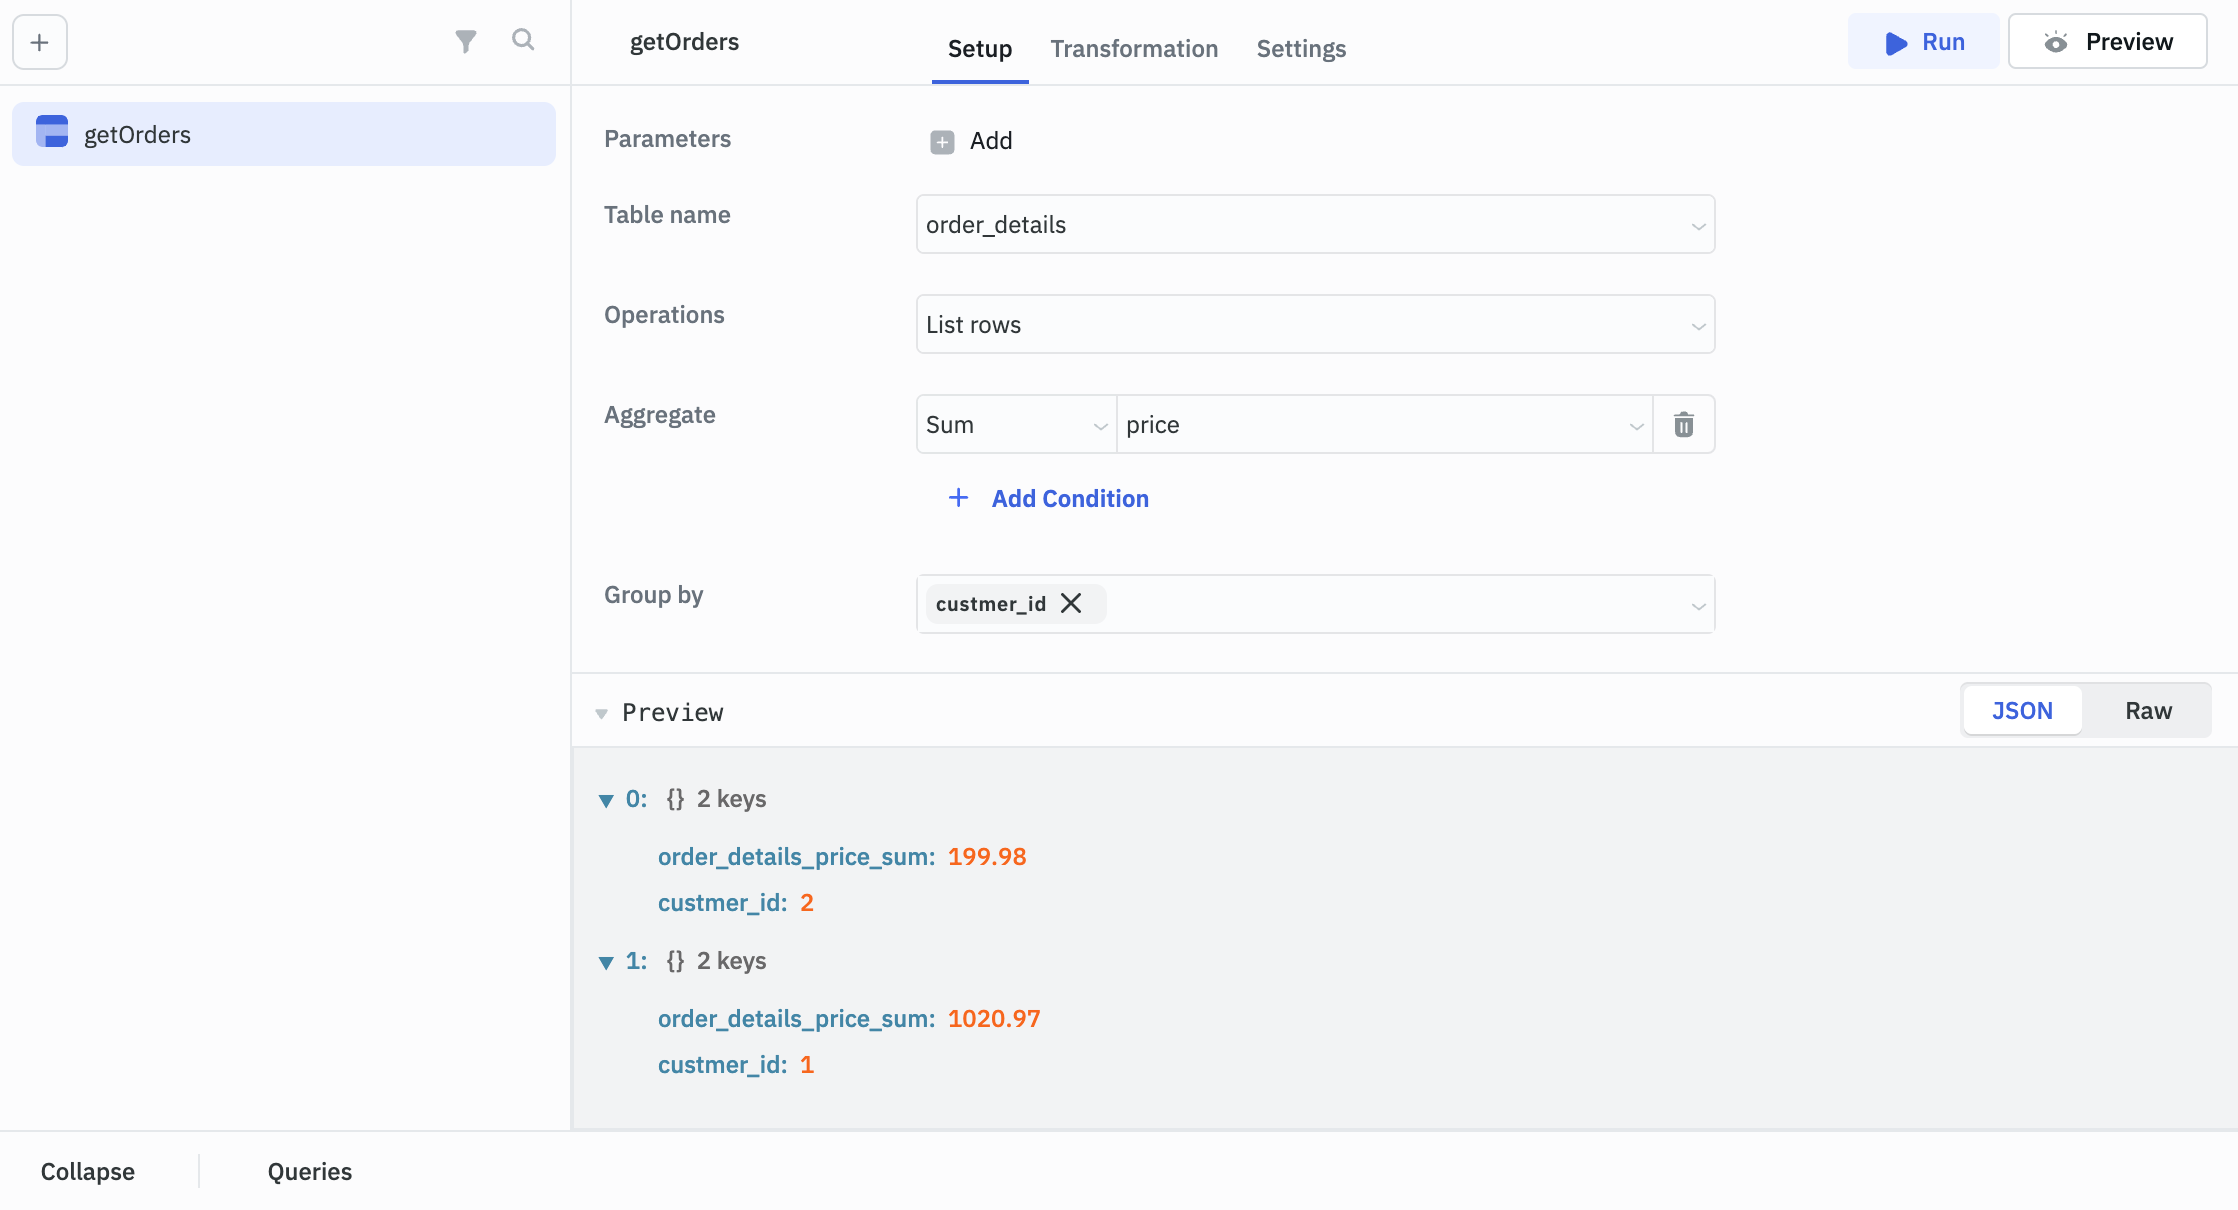 getOrders
Setup Transformation Settings
Run
Preview
getOrders
Parameters
Add
Table name
order_details
Operations
List rows
Aggregate
Sum
price
Add Condition
Group by
custmer_id
Preview
JSON
Raw
0: {} 2 keys
order_details_price_sum: 199.98
custmer_id: 2
1: {} 2 keys
order_details_price_sum: 1020.97
custmer_id: 1
Collapse
Queries